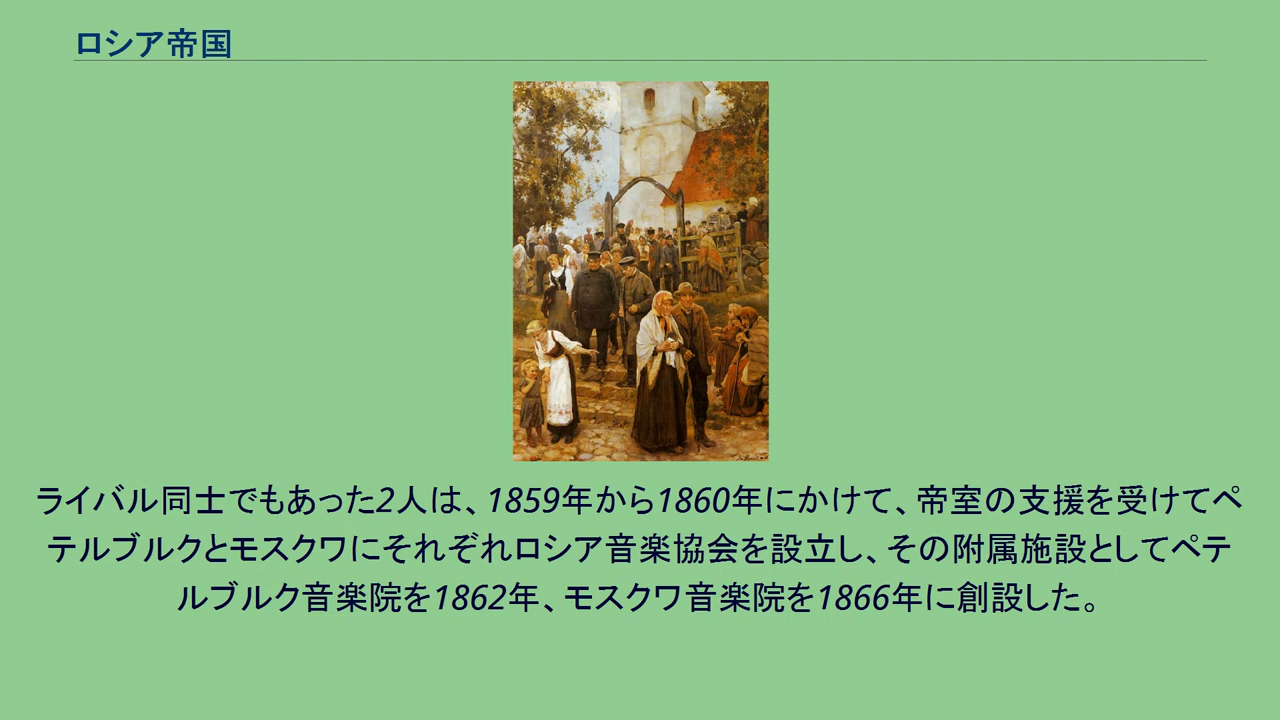 ロシア帝国
ライバル同士でもあった2人は、1859年から1860年にかけて、帝室の支援を受けてペ
テルブルクとモスクワにそれぞれロシア音楽協会を設立し、その附属施設としてペテ
ルブルク音楽院を1862年、モスクワ音楽院を1866年に創設した。